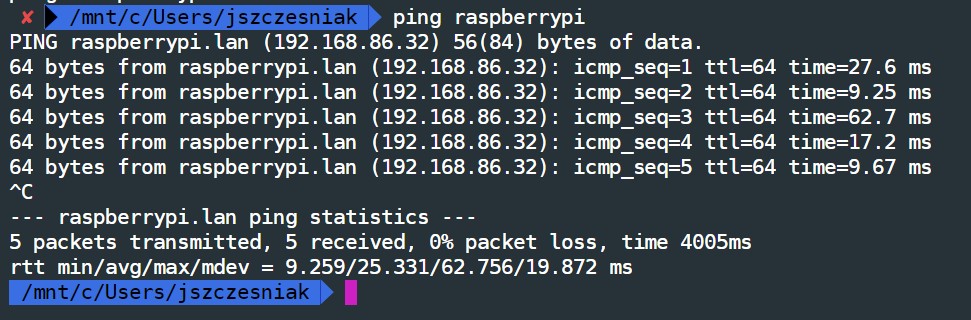 ✘ /mnt/c/Users/jszczesniak ping raspberrypi
PING raspberrypi.lan (192.168.86.32) 56(84) bytes of data.
64 bytes from raspberrypi.lan (192.168.86.32): icmp_seq=1 ttl=64 time=27.6 ms
64 bytes from raspberrypi.lan (192.168.86.32): icmp_seq=2 ttl=64 time=9.25 ms
64 bytes from raspberrypi.lan (192.168.86.32): icmp_seq=3 ttl=64 time=62.7 ms
64 bytes from raspberrypi.lan (192.168.86.32): icmp_seq=4 ttl=64 time=17.2 ms
64 bytes from raspberrypi.lan (192.168.86.32): icmp_seq=5 ttl=64 time=9.67 ms
^C
--- raspberrypi.lan ping statistics ---
5 packets transmitted, 5 received, 0% packet loss, time 4005ms
rtt min/avg/max/mdev = 9.259/25.331/62.756/19.872 ms
/mnt/c/Users/jszczesniak